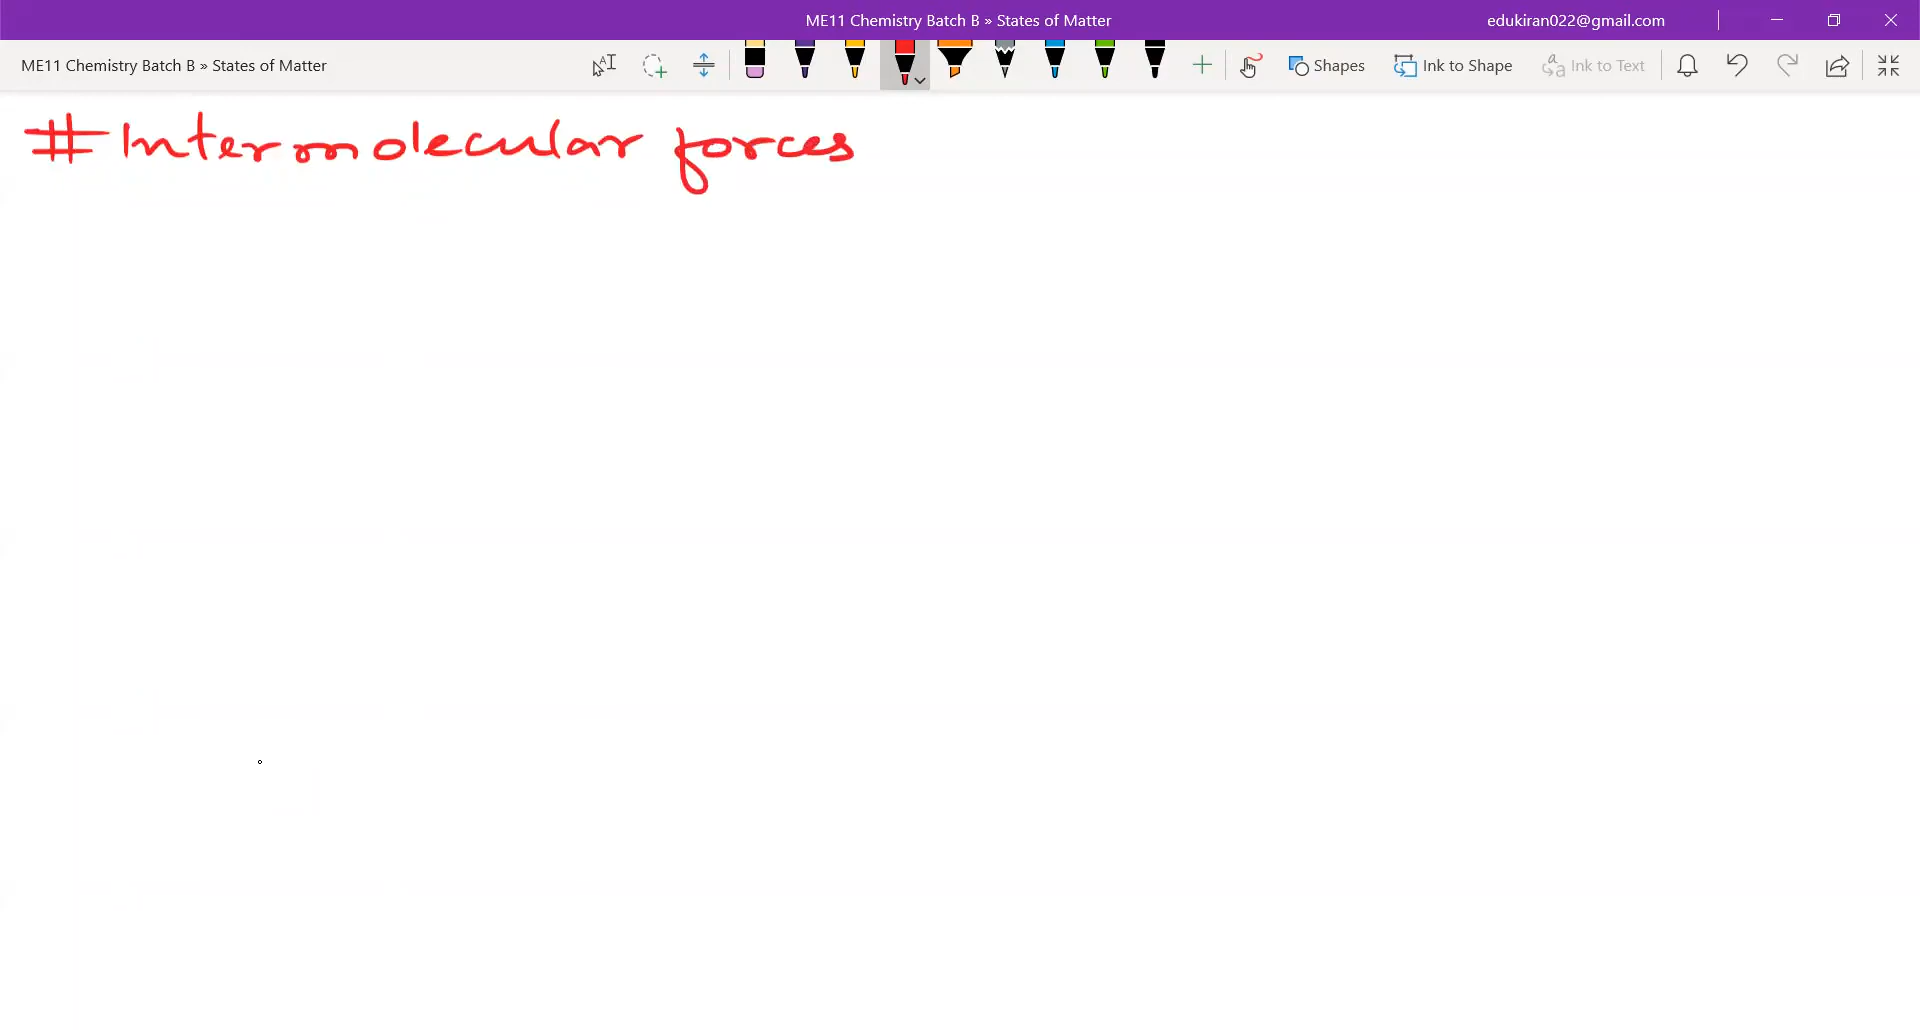 ME11 Chemistry Batch B » States of Matter
edukiran022@gmail.com
ME11 Chemistry Batch B » States of Matter
Shapes
Ink to Shape
Ink to Text
# Intermolecular forces